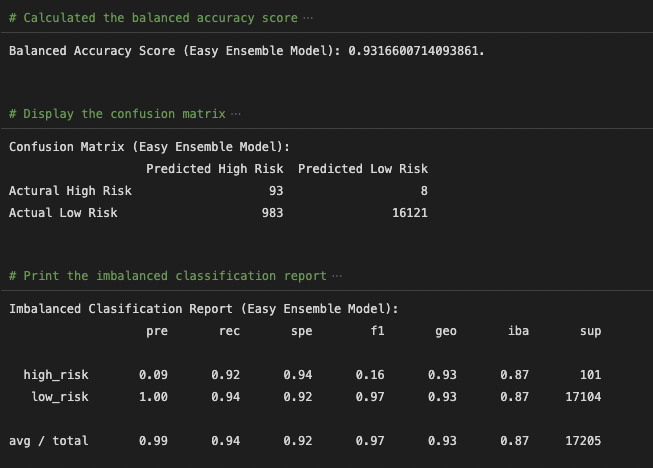 # Calculated the balanced accuracy score ···
Balanced Accuracy Score (Easy Ensemble Model): 0.9316600714093861.
# Display the confusion matrix ···
Confusion Matrix (Easy Ensemble Model):
Predicted High Risk Predicted Low Risk
Actural High Risk 93 8
Actual Low Risk 983 16121
# Print the imbalanced classification report ···
Imbalanced Clasification Report (Easy Ensemble Model):
pre rec spe f1 geo iba sup
high_risk 0.09 0.92 0.94 0.16 0.93 0.87 101
low_risk 1.00 0.94 0.92 0.97 0.93 0.87 17104
avg / total 0.99 0.94 0.92 0.97 0.93 0.87 17205